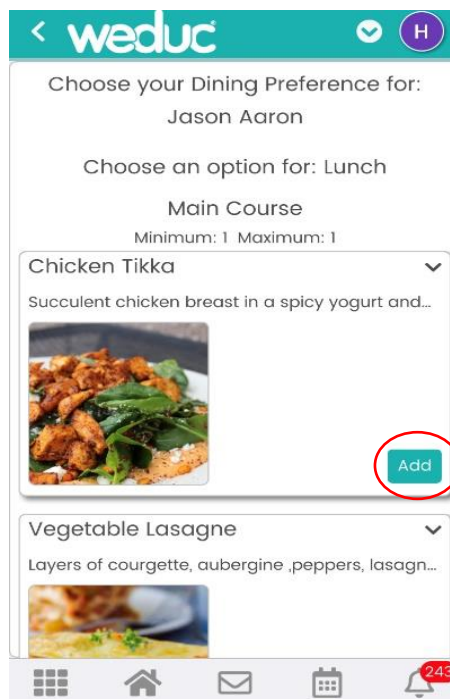 weduc
H
Choose your Dining Preference for:
Jason Aaron
Choose an option for: Lunch
Main Course
Minimum: 1 Maximum: 1
Chicken Tikka
Succulent chicken breast in a spicy yogurt and...
Add
Vegetable Lasagne
Layers of courgette, aubergine ,peppers, lasagn...
243